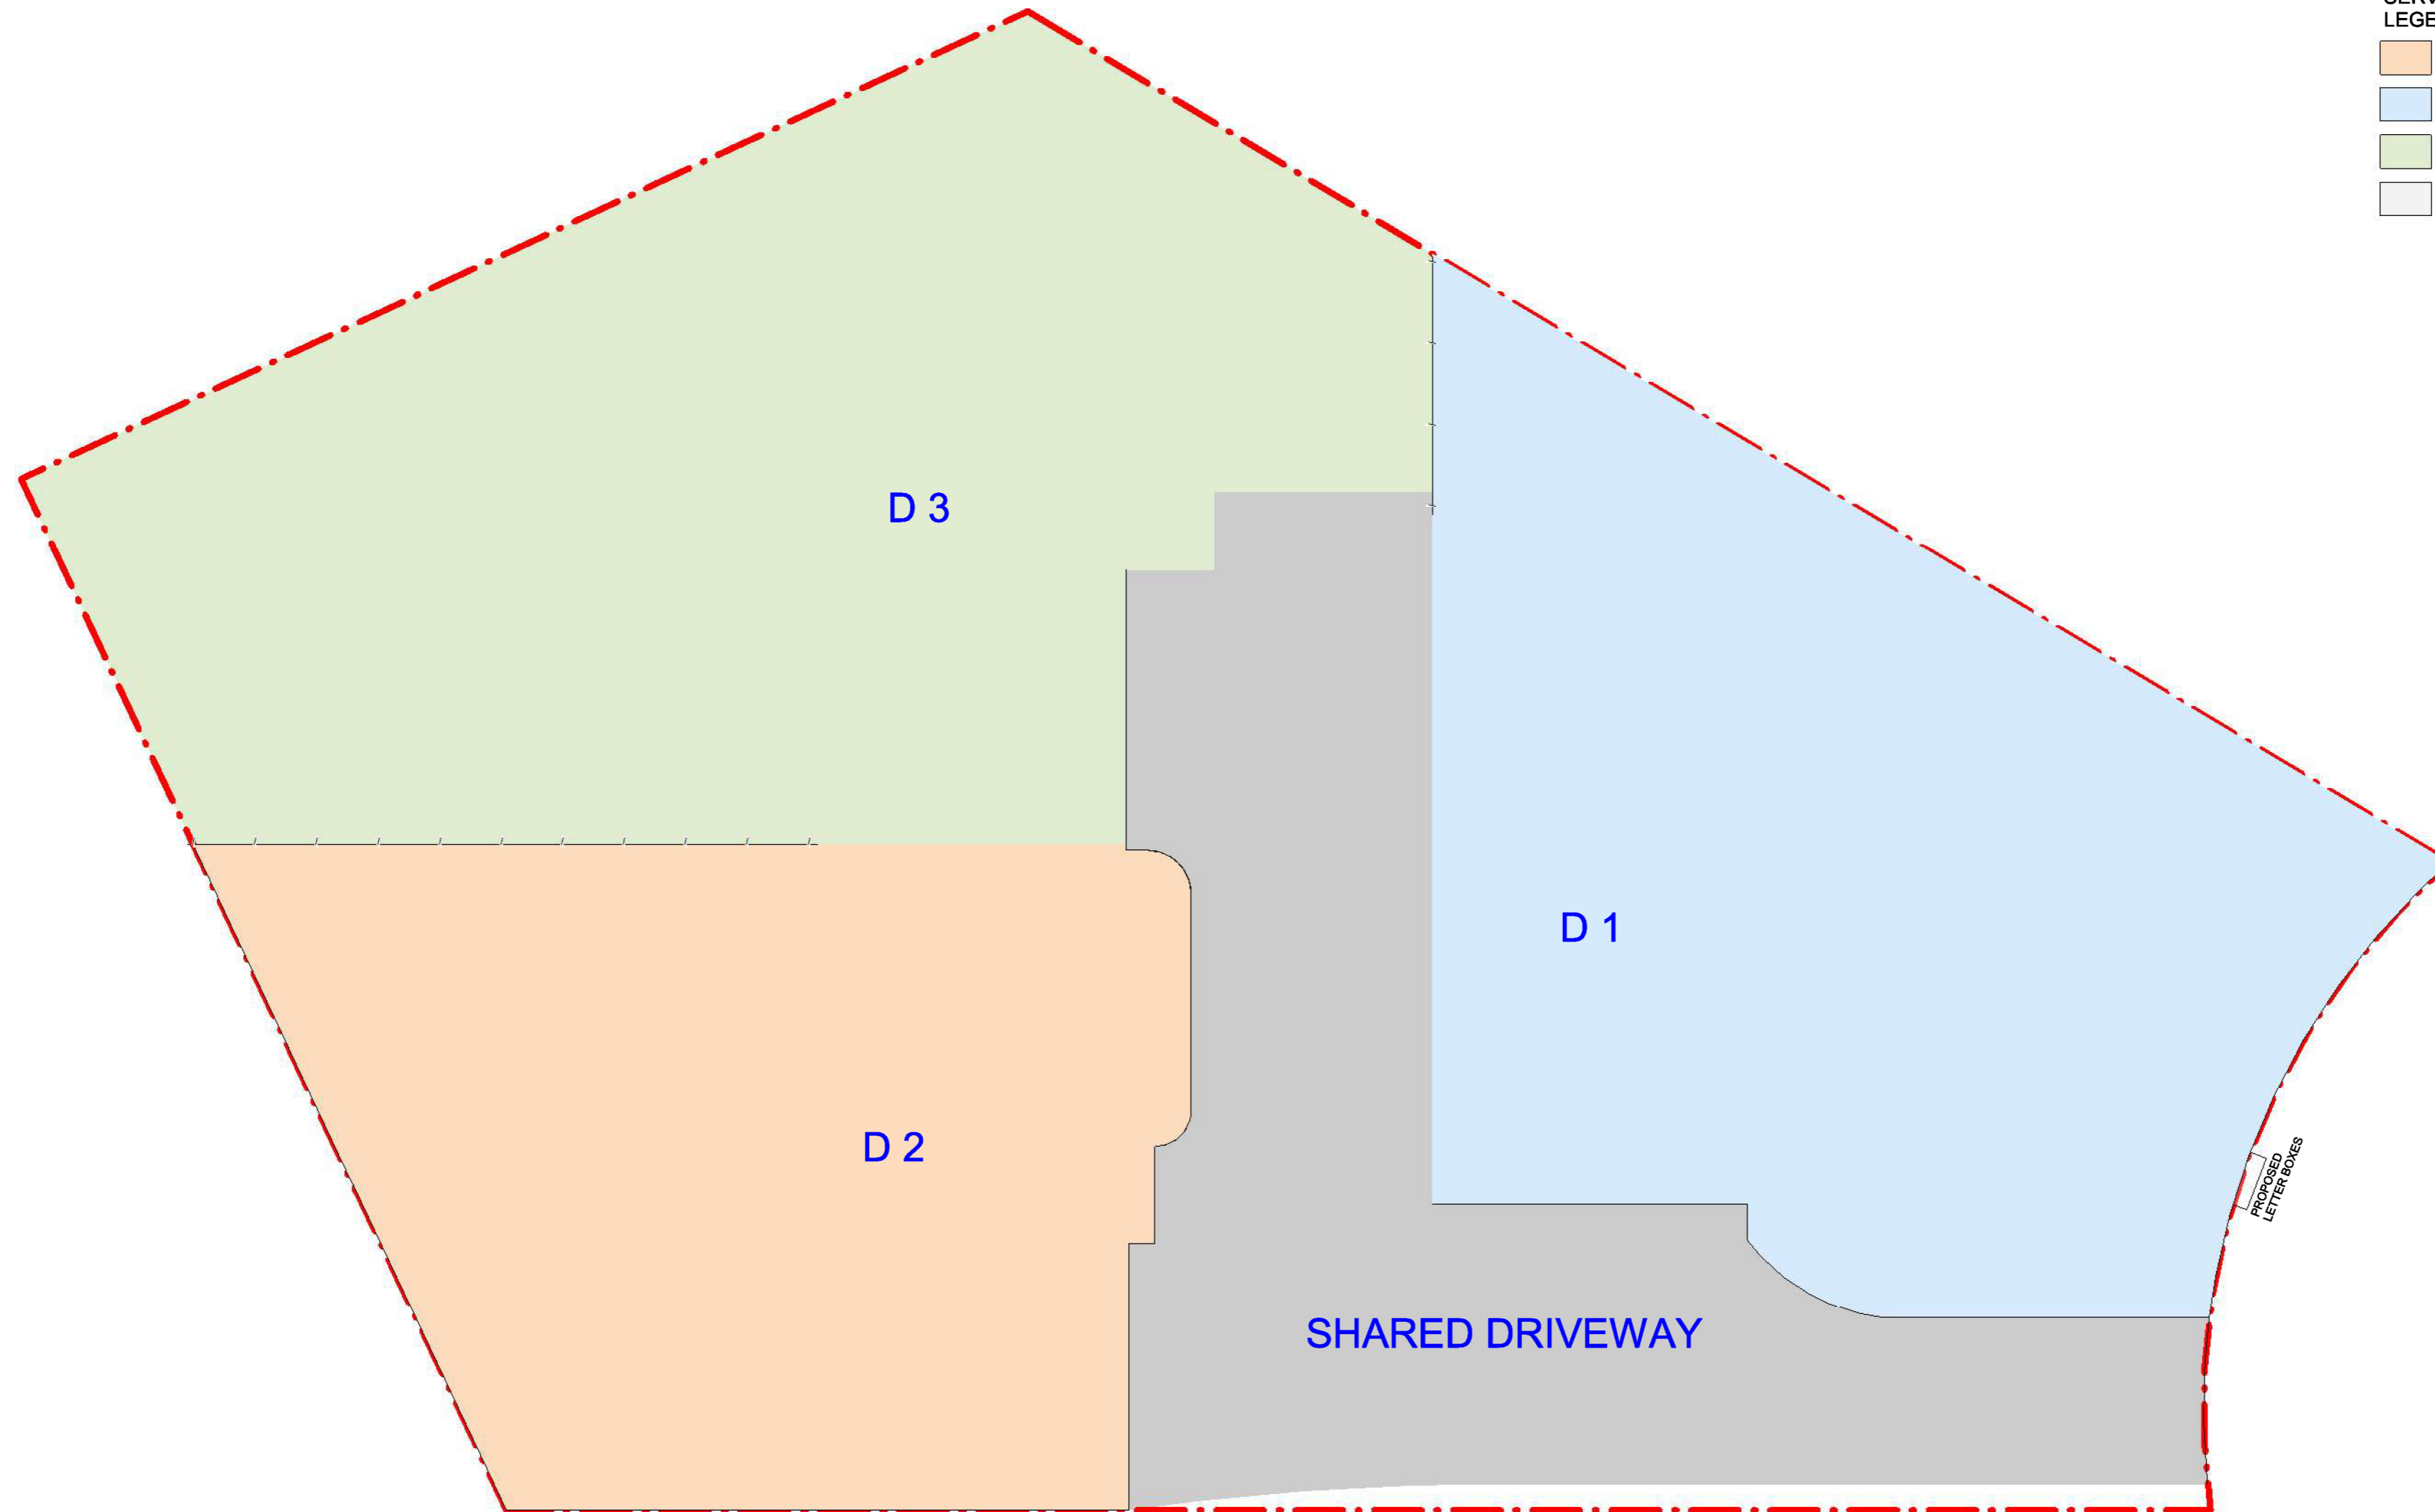 LEGE
D 3
D 1
D 2
PROPOSED
LETTER BOXES
SHARED DRIVEWAY